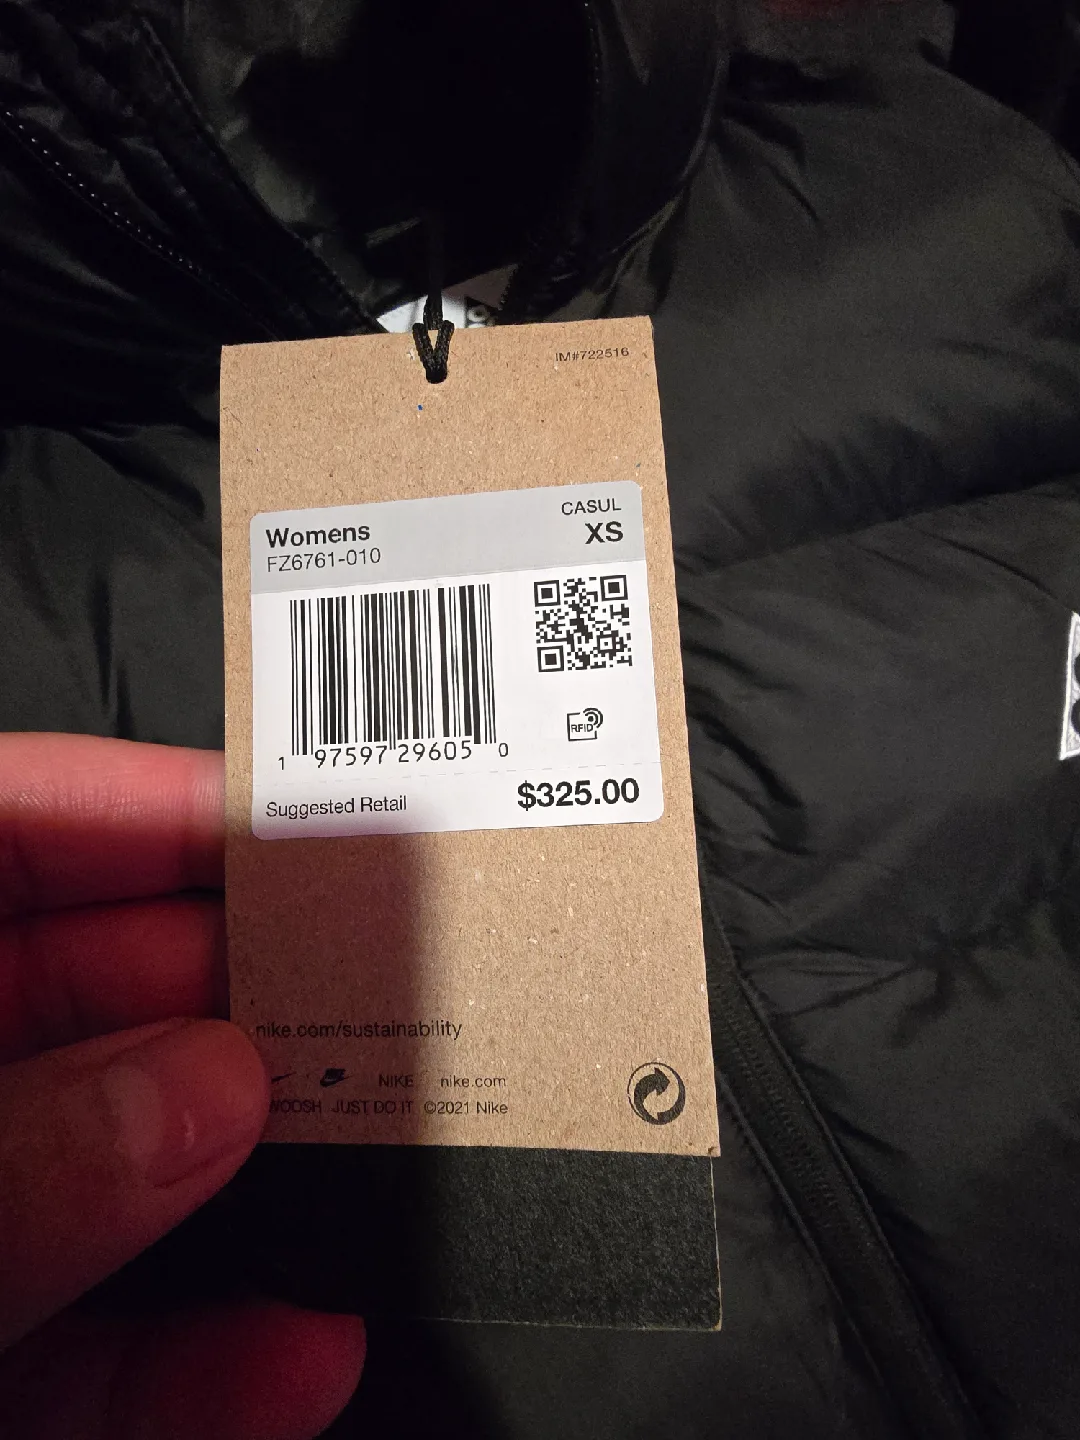 IM#722516
Womens
FZ6761-010
CASUL
XS
1 97597 29605 0
RFID
Suggested Retail
$325.00
nike.com/sustainability
NIKE nike.com
JUST DO IT ©2021 Nike